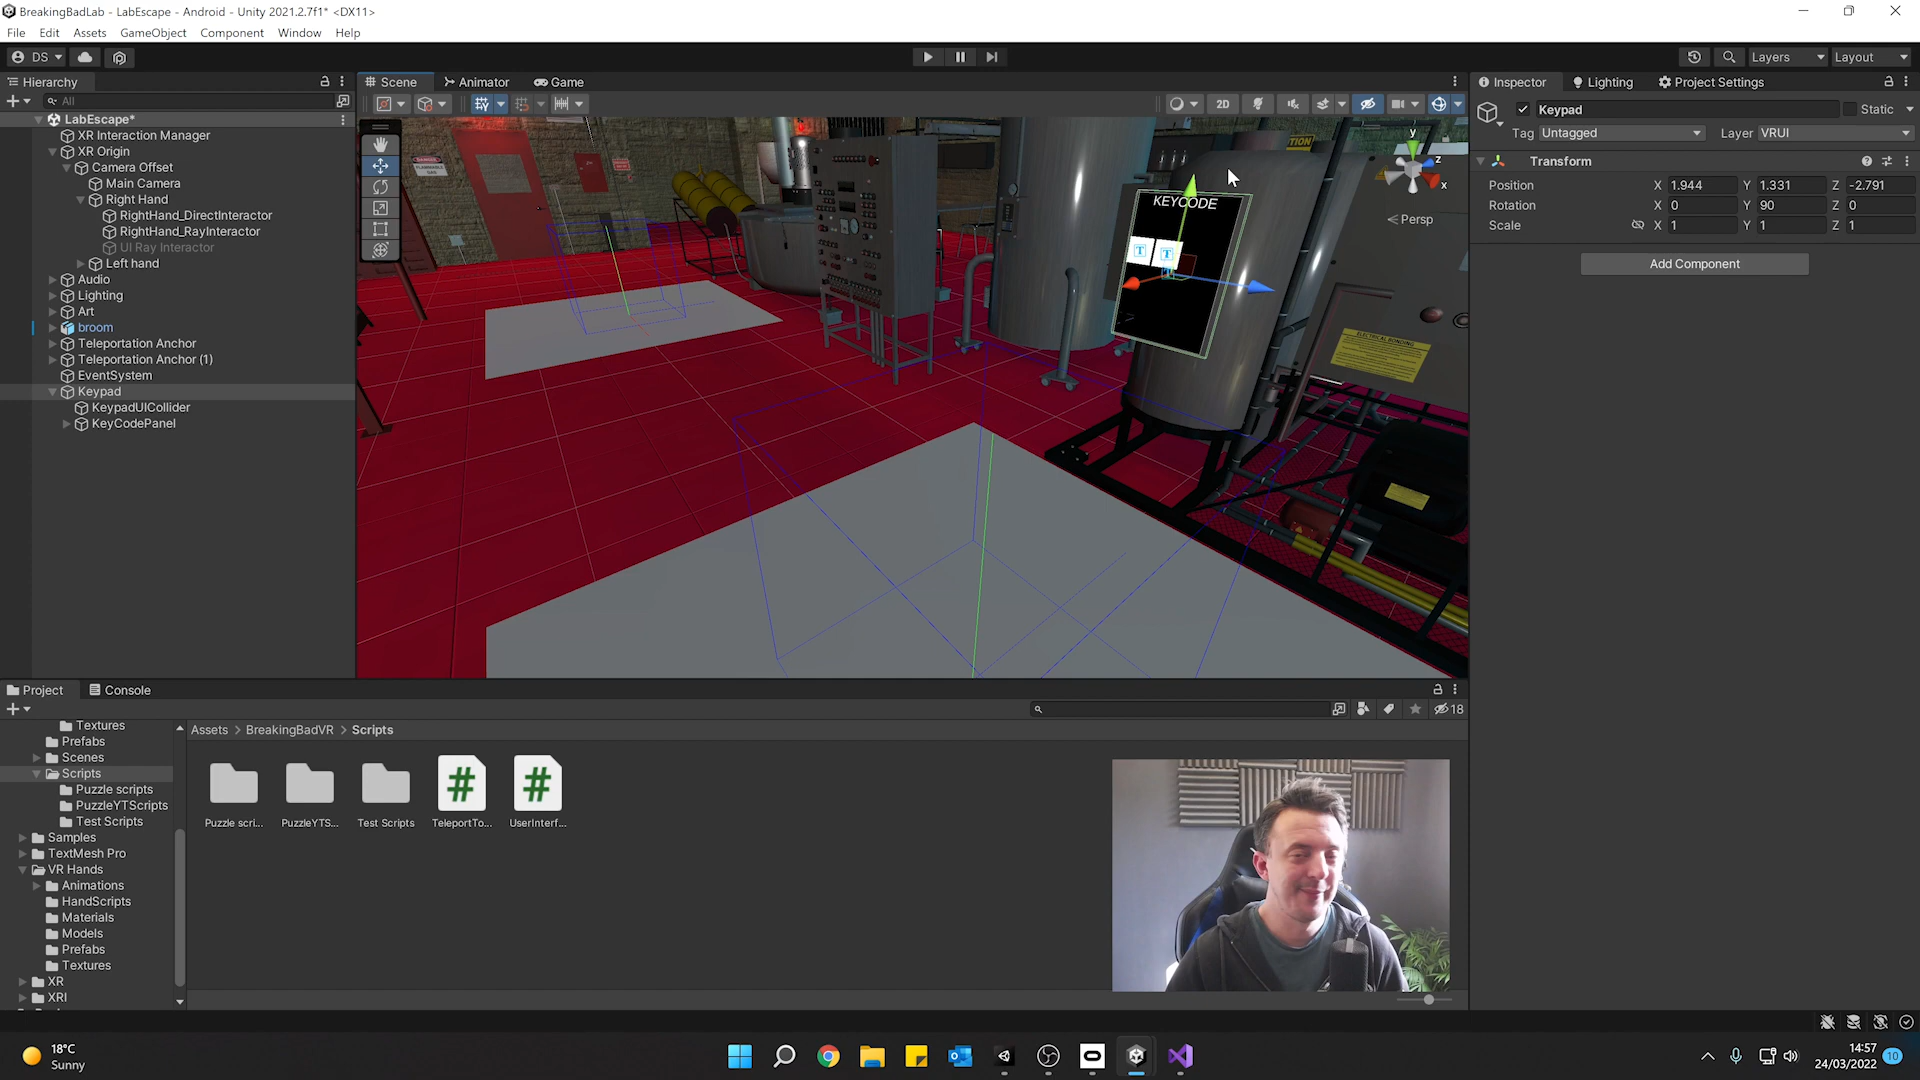 BreakingBadLab - LabEscape - Android - Unity 2021.2.7f1* <DX11>
File Edit Assets GameObject Component Window Help
DS
Layers
Layout
Hierarchy
All
LabEscape*
XR Interaction Manager
XR Origin
Camera Offset
Main Camera
Right Hand
RightHand_DirectInteractor
RightHand_RayInteractor
UI Ray Interactor
Left hand
Audio
Lighting
Art
broom
Teleportation Anchor
Teleportation Anchor (1)
EventSystem
Keypad
KeypadUICollider
KeyCodePanel
Scene Animator Game
2D
KEYCODE
T T
y
z
x
Persp
DANGER
ELECTRICAL BONDING
Inspector Lighting Project Settings
Keypad
Static
Tag Untagged Layer VRUI
Transform
Position X 1.944 Y 1.331 Z -2.791
Rotation X 0 Y 90 Z 0
Scale X 1 Y 1 Z 1
Add Component
Project Console
18
Textures
Prefabs
Scenes
Scripts
Puzzle scripts
PuzzleYTScripts
Test Scripts
Samples
TextMesh Pro
VR Hands
Animations
HandScripts
Materials
Models
Prefabs
Textures
XR
XRI
Assets > BreakingBadVR > Scripts
Puzzle scri... PuzzleYTS... Test Scripts TeleportTo... UserInterf...
18°C
Sunny
14:57
24/03/2022
10